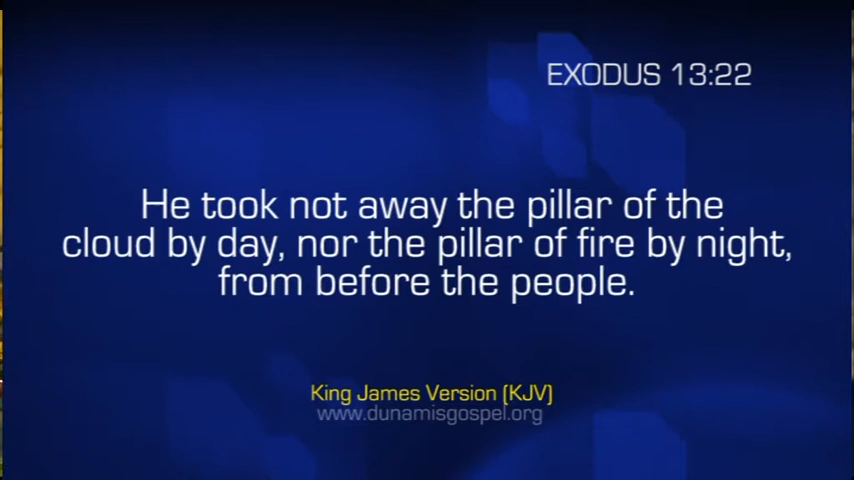 EXODUS 13:22
He took not away the pillar of the
cloud by day, nor the pillar of fire by night,
from before the people.
King James Version (KJV)
www.dunamisgospel.org